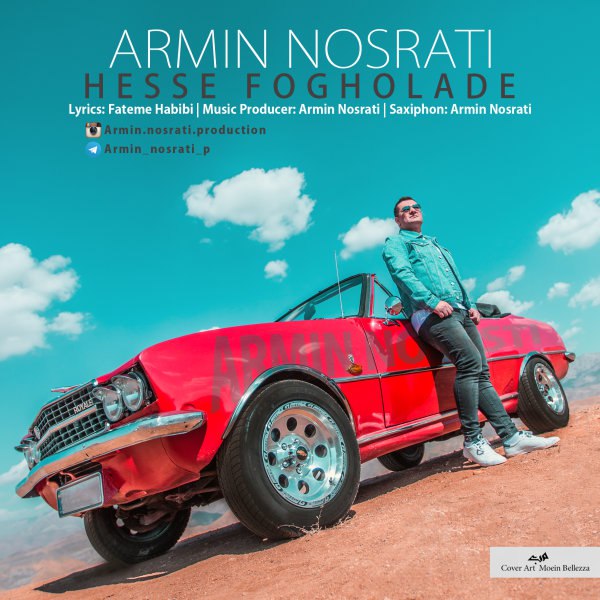 ARMIN NOSRATI
HESSE FOGHOLADE
Lyrics: Fateme Habibi | Music Producer: Armin Nosrati | Saxiphon: Armin Nosrati
Armin.nosrati.production
Armin_nosrati_p
ARMIN NOSRATI
ROYALE
Cover Art Moein Bellezza